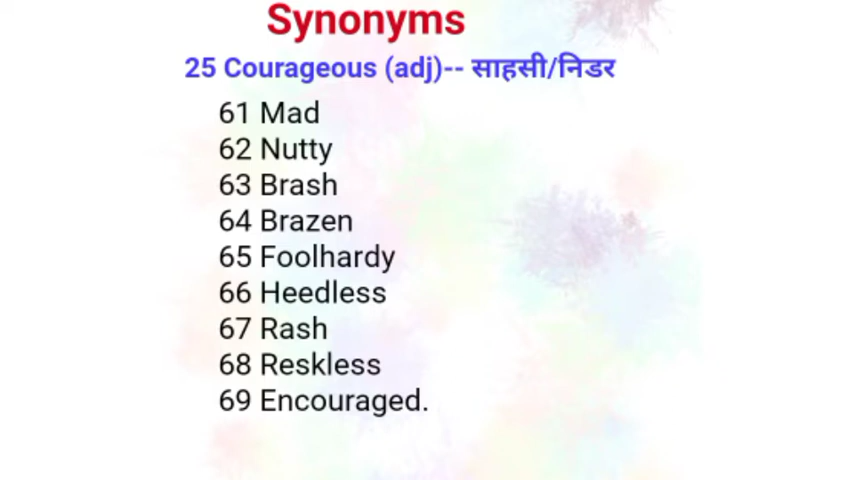 Synonyms
25 Courageous (adj)-- साहसी/निडर
61 Mad
62 Nutty
63 Brash
64 Brazen
65 Foolhardy
66 Heedless
67 Rash
68 Reskless
69 Encouraged.